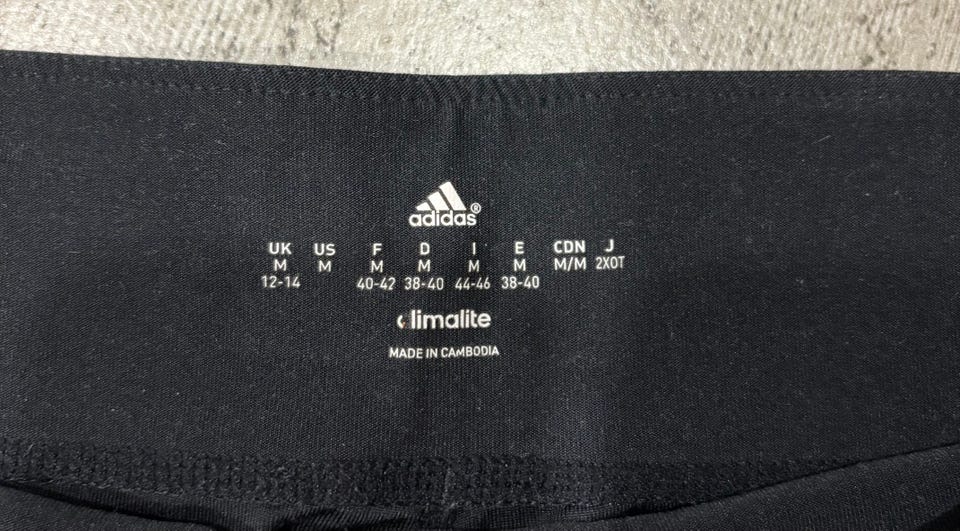 adidas®
UK US F D I E CDN J
M M M M M M M/M 2XOT
12-14 40-42 38-40 44-46 38-40
climalite
MADE IN CAMBODIA